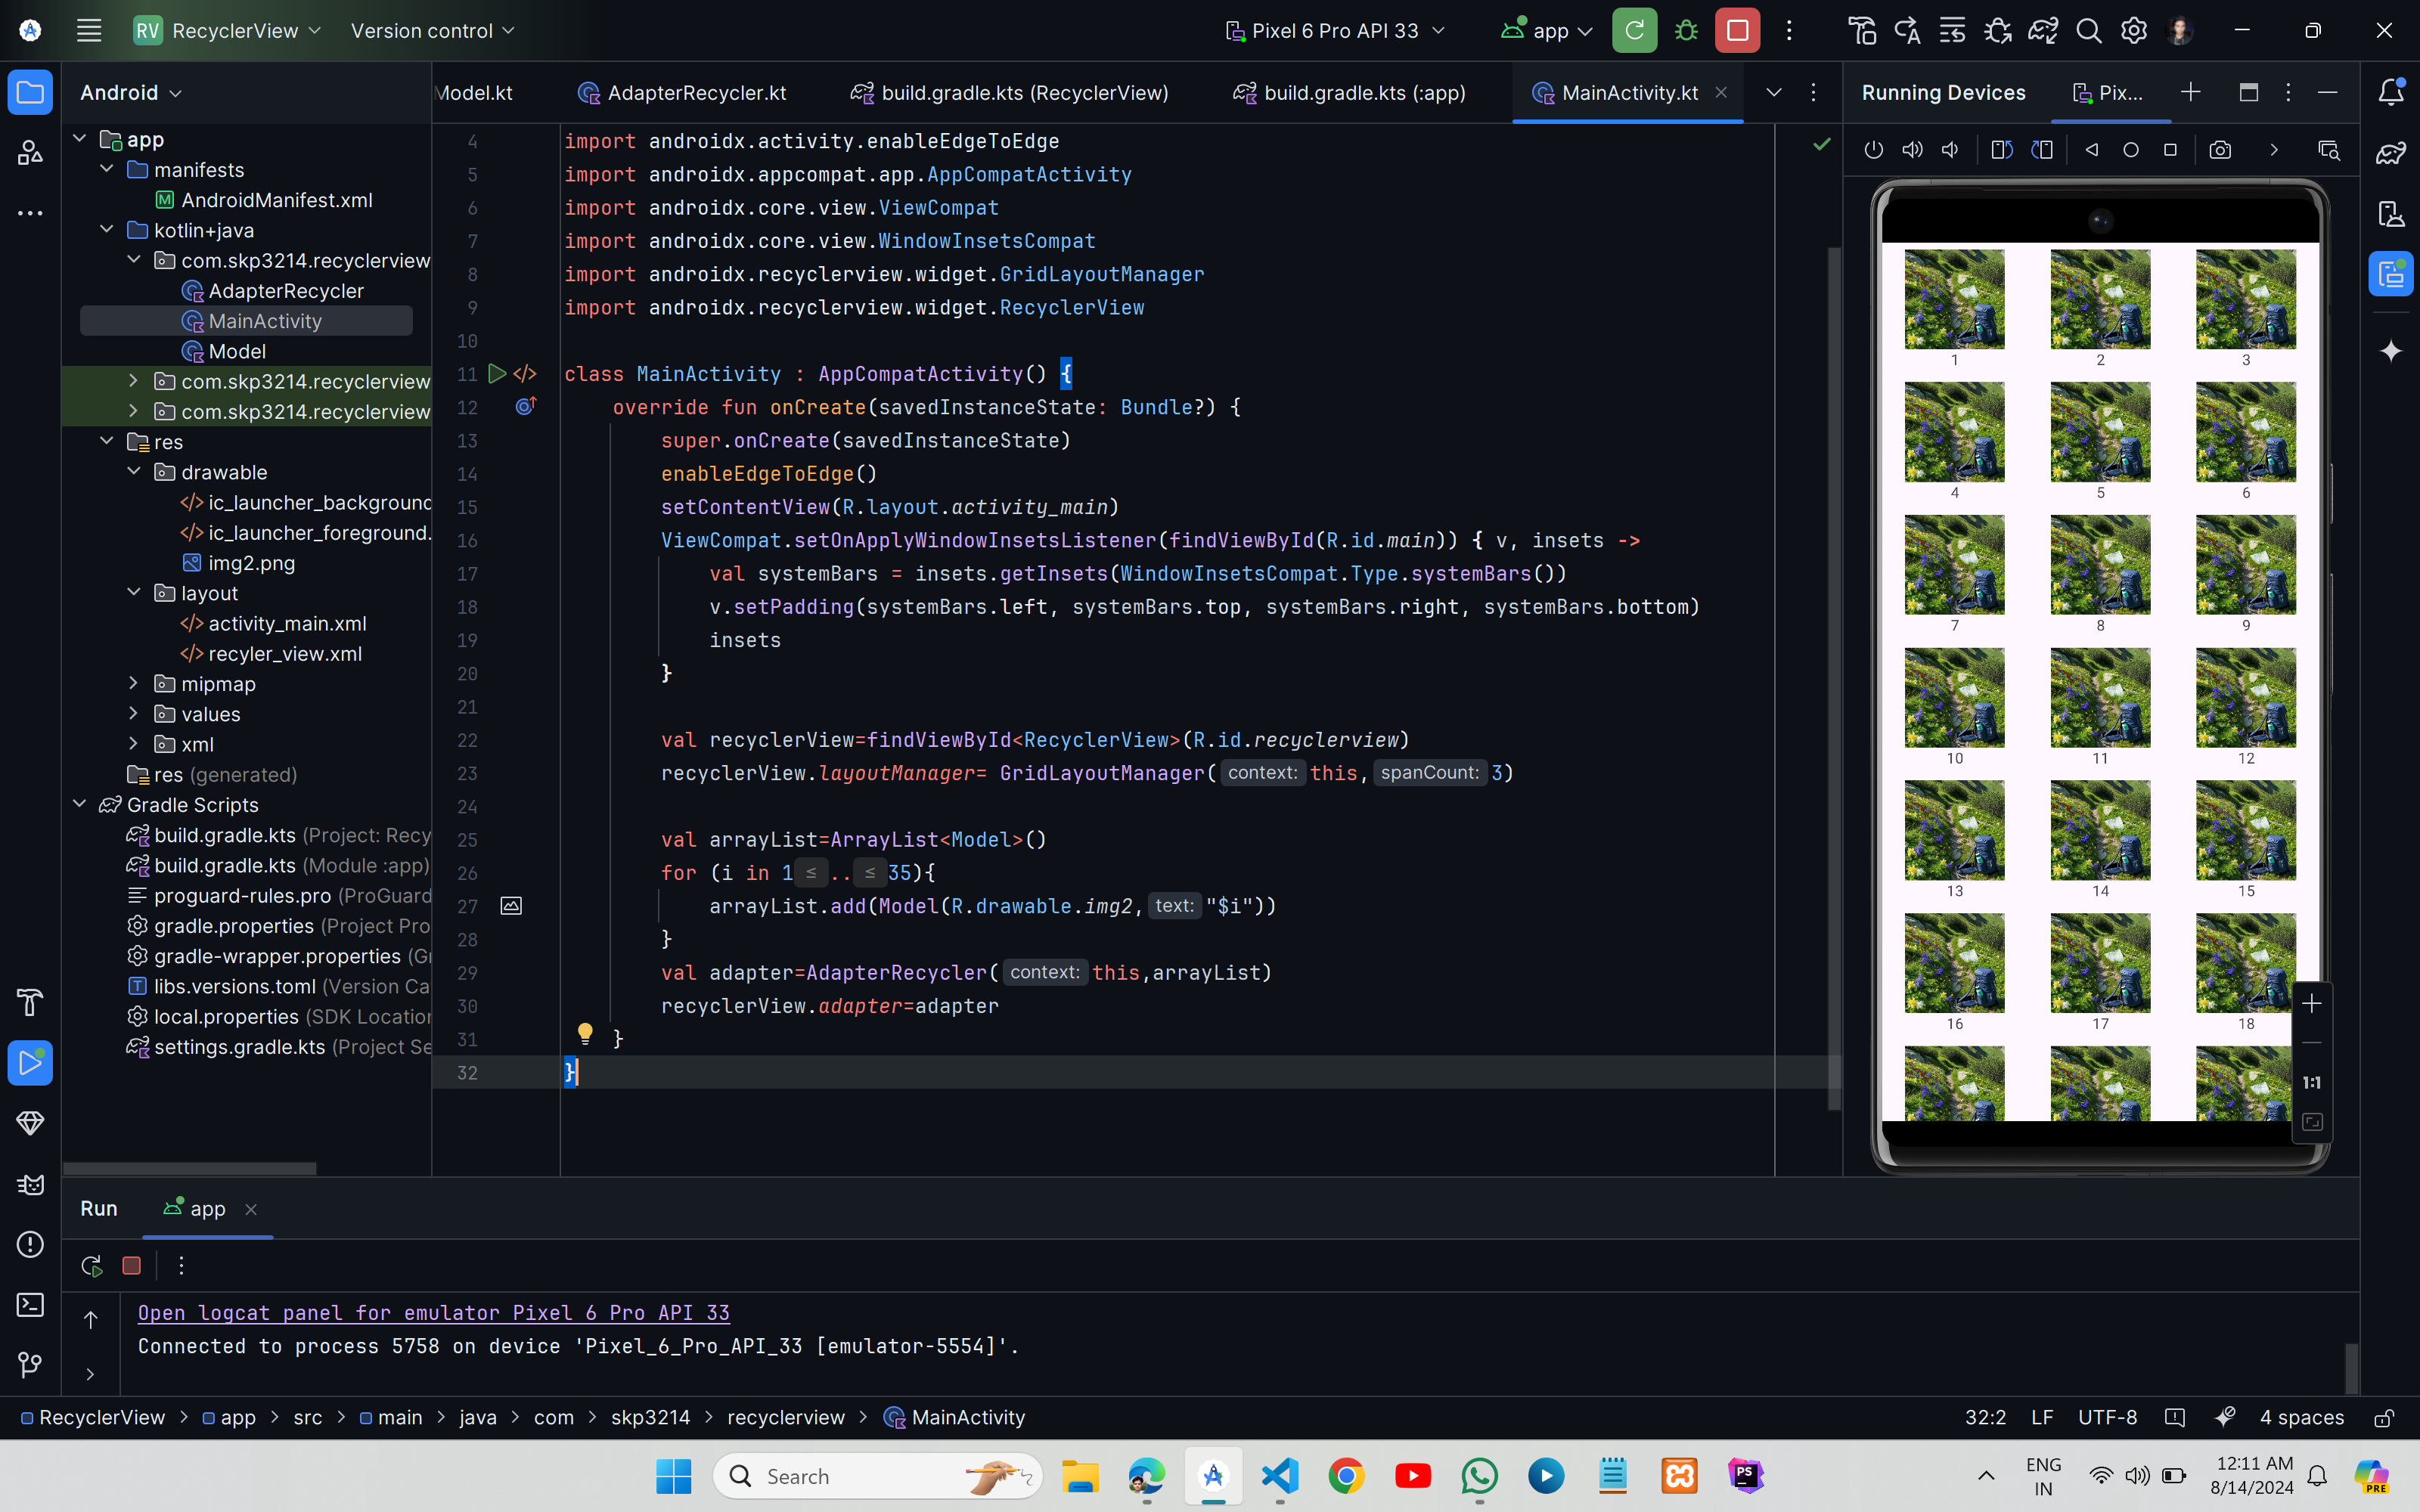 RV RecyclerView Version control Pixel 6 Pro API 33 app
Android
Model.kt AdapterRecycler.kt build.gradle.kts (RecyclerView) build.gradle.kts (:app) MainActivity.kt
Running Devices Pix...
app
manifests
AndroidManifest.xml
kotlin+java
com.skp3214.recyclerview
AdapterRecycler
MainActivity
Model
com.skp3214.recyclerview
com.skp3214.recyclerview
res
drawable
ic_launcher_background
ic_launcher_foreground.
img2.png
layout
activity_main.xml
recyler_view.xml
mipmap
values
xml
res (generated)
Gradle Scripts
build.gradle.kts (Project: Recy
build.gradle.kts (Module :app)
proguard-rules.pro (ProGuard
gradle.properties (Project Pro
gradle-wrapper.properties (Gr
libs.versions.toml (Version Ca
local.properties (SDK Location
settings.gradle.kts (Project Se
4 import androidx.activity.enableEdgeToEdge
5 import androidx.appcompat.app.AppCompatActivity
6 import androidx.core.view.ViewCompat
7 import androidx.core.view.WindowInsetsCompat
8 import androidx.recyclerview.widget.GridLayoutManager
9 import androidx.recyclerview.widget.RecyclerView
10
11 class MainActivity : AppCompatActivity() {
12 override fun onCreate(savedInstanceState: Bundle?) {
13 super.onCreate(savedInstanceState)
14 enableEdgeToEdge()
15 setContentView(R.layout.activity_main)
16 ViewCompat.setOnApplyWindowInsetsListener(findViewById(R.id.main)) { v, insets ->
17 val systemBars = insets.getInsets(WindowInsetsCompat.Type.systemBars())
18 v.setPadding(systemBars.left, systemBars.top, systemBars.right, systemBars.bottom)
19 insets
20 }
21
22 val recyclerView=findViewById<RecyclerView>(R.id.recyclerview)
23 recyclerView.layoutManager= GridLayoutManager( context: this, spanCount: 3)
24
25 val arrayList=ArrayList<Model>()
26 for (i in 1 ≤ .. ≤ 35){
27 arrayList.add(Model(R.drawable.img2, text: "$i"))
28 }
29 val adapter=AdapterRecycler( context: this,arrayList)
30 recyclerView.adapter=adapter
31 }
32 }
1 2 3
4 5 6
7 8 9
10 11 12
13 14 15
16 17 18
1:1
Run app
Open logcat panel for emulator Pixel 6 Pro API 33
Connected to process 5758 on device 'Pixel_6_Pro_API_33 [emulator-5554]'.
RecyclerView > app > src > main > java > com > skp3214 > recyclerview > MainActivity
32:2 LF UTF-8 4 spaces
Search
PS
ENG
IN
12:11 AM
8/14/2024
PRE